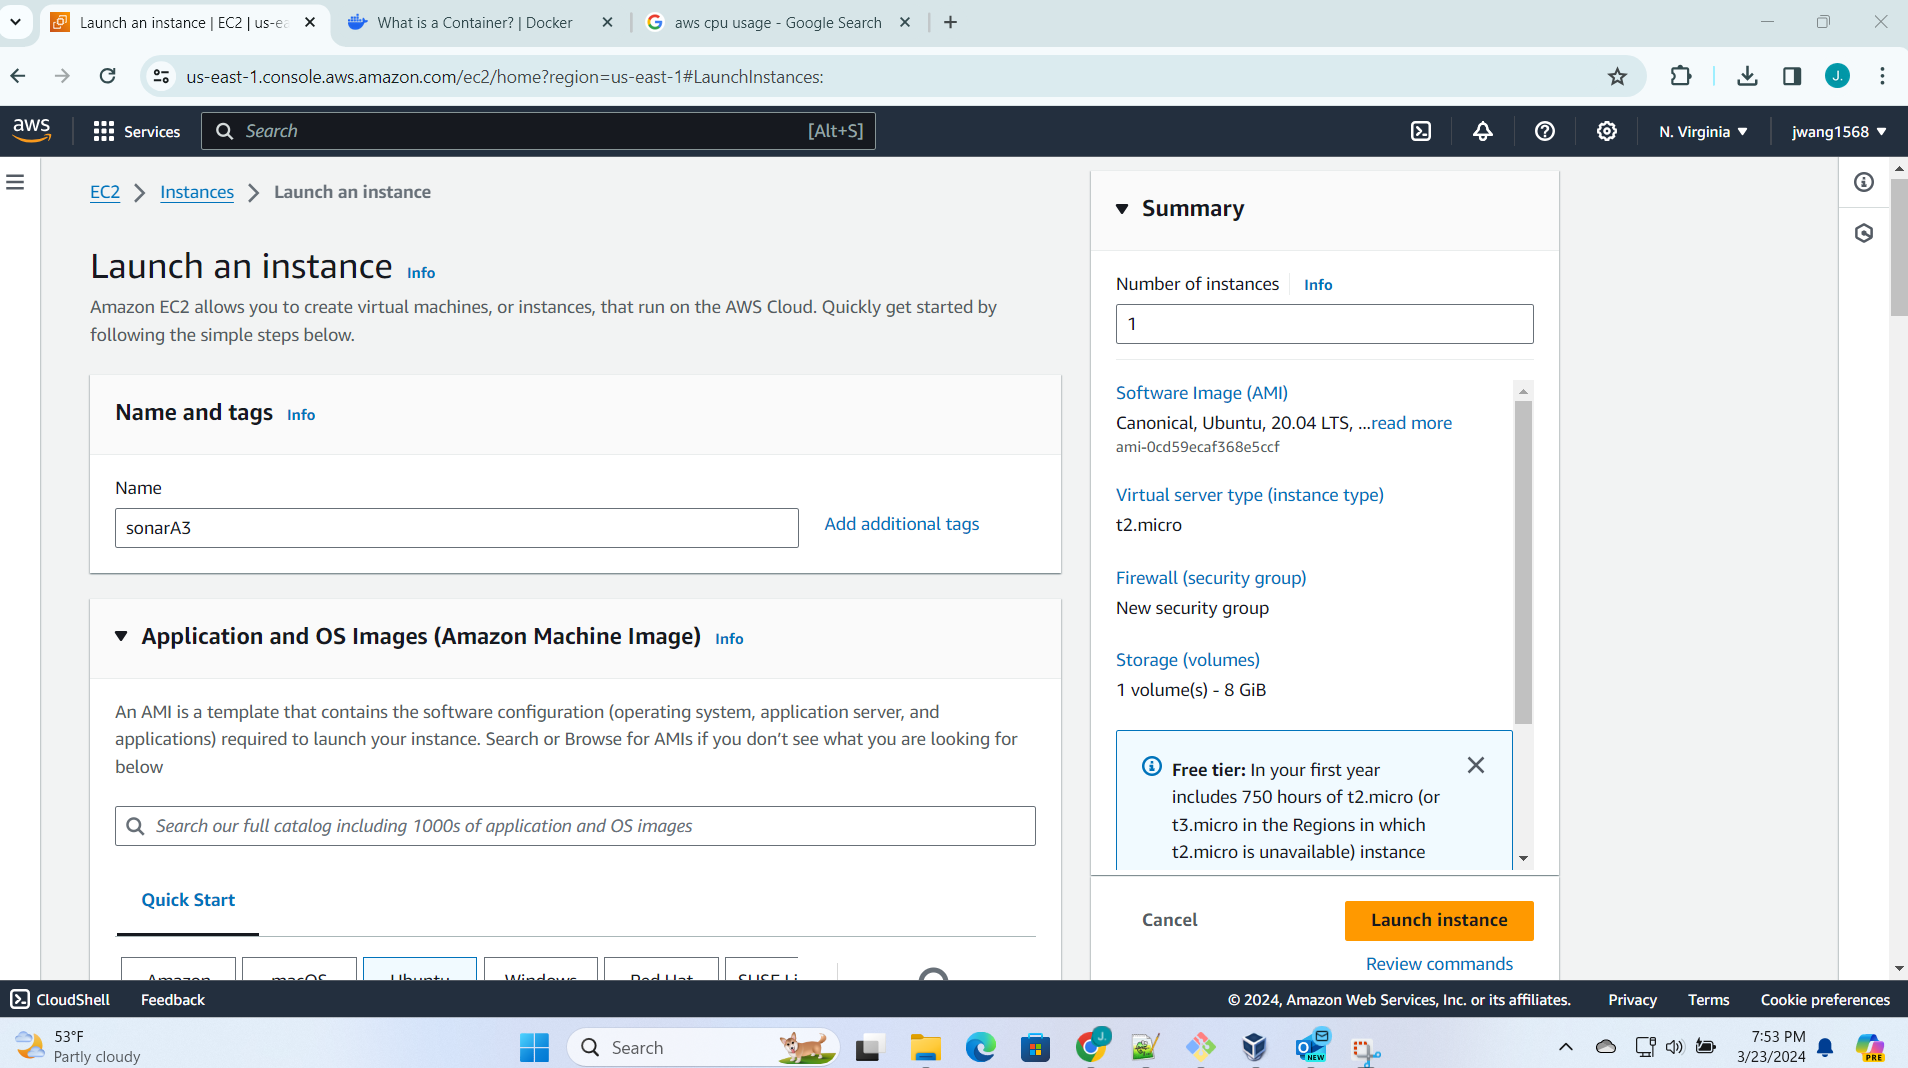 Launch an instance | EC2 | us-ea
What is a Container? | Docker
aws cpu usage - Google Search
us-east-1.console.aws.amazon.com/ec2/home?region=us-east-1#LaunchInstances:
J.
aws
Services
Search
[Alt+S]
N. Virginia
jwang1568
EC2
Instances
Launch an instance
Launch an instance Info
Amazon EC2 allows you to create virtual machines, or instances, that run on the AWS Cloud. Quickly get started by
following the simple steps below.
Name and tags Info
Name
sonarA3
Add additional tags
Application and OS Images (Amazon Machine Image) Info
An AMI is a template that contains the software configuration (operating system, application server, and
applications) required to launch your instance. Search or Browse for AMIs if you don’t see what you are looking for
below
Search our full catalog including 1000s of application and OS images
Quick Start
Amazon
macOS
Ubuntu
Windows
Red Hat
SUSE Li
Summary
Number of instances Info
1
Software Image (AMI)
Canonical, Ubuntu, 20.04 LTS, ...read more
ami-0cd59ecaf368e5ccf
Virtual server type (instance type)
t2.micro
Firewall (security group)
New security group
Storage (volumes)
1 volume(s) - 8 GiB
Free tier: In your first year
includes 750 hours of t2.micro (or
t3.micro in the Regions in which
t2.micro is unavailable) instance
Cancel
Launch instance
Review commands
CloudShell
Feedback
© 2024, Amazon Web Services, Inc. or its affiliates.
Privacy
Terms
Cookie preferences
53°F
Partly cloudy
Search
J.
NEW
7:53 PM
3/23/2024
PRE